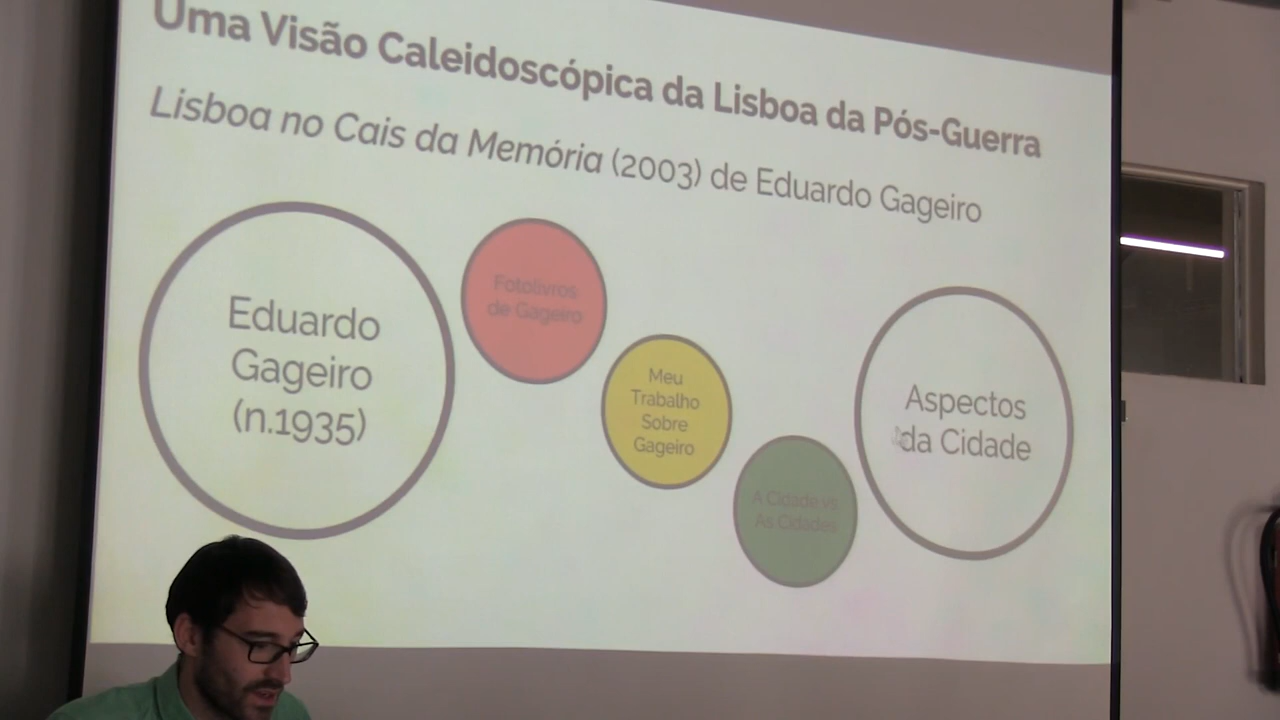 Uma Visão Caleidoscópica da Lisboa da Pós-Guerra
Lisboa no Cais da Memória (2003) de Eduardo Gageiro
Eduardo
Gageiro
(n.1935)
Fotolivros
de Gageiro
Meu
Trabalho
Sobre
Gageiro
A Cidade vs
As Cidades
Aspectos
da Cidade